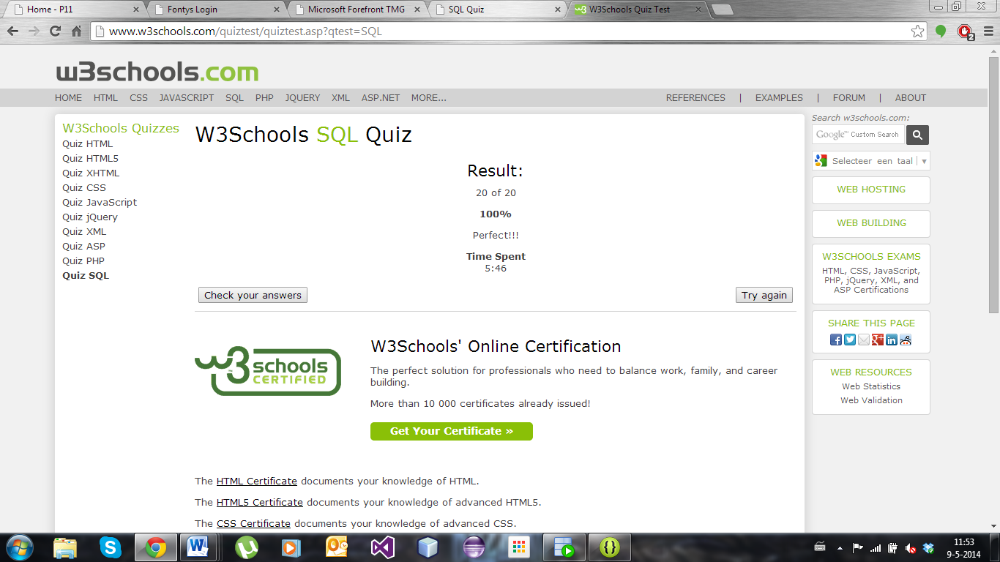 Home - P11
Fontys Login
Microsoft Forefront TMG
SQL Quiz
W3Schools Quiz Test
www.w3schools.com/quiztest/quiztest.asp?qtest=SQL
2
w3schools.com
HOME HTML CSS JAVASCRIPT SQL PHP JQUERY XML ASP.NET MORE... REFERENCES | EXAMPLES | FORUM | ABOUT
W3Schools Quizzes
Quiz HTML
Quiz HTML5
Quiz XHTML
Quiz CSS
Quiz JavaScript
Quiz jQuery
Quiz XML
Quiz ASP
Quiz PHP
Quiz SQL
W3Schools SQL Quiz
Result:
20 of 20
100%
Perfect!!!
Time Spent
5:46
Check your answers
Try again
w3schools
CERTIFIED
W3Schools' Online Certification
The perfect solution for professionals who need to balance work, family, and career
building.
More than 10 000 certificates already issued!
Get Your Certificate »
The HTML Certificate documents your knowledge of HTML.
The HTML5 Certificate documents your knowledge of advanced HTML5.
The CSS Certificate documents your knowledge of advanced CSS.
Search w3schools.com:
Google™ Custom Search
Selecteer een taal
WEB HOSTING
WEB BUILDING
W3SCHOOLS EXAMS
HTML, CSS, JavaScript,
PHP, jQuery, XML, and
ASP Certifications
SHARE THIS PAGE
WEB RESOURCES
Web Statistics
Web Validation
11:53
9-5-2014